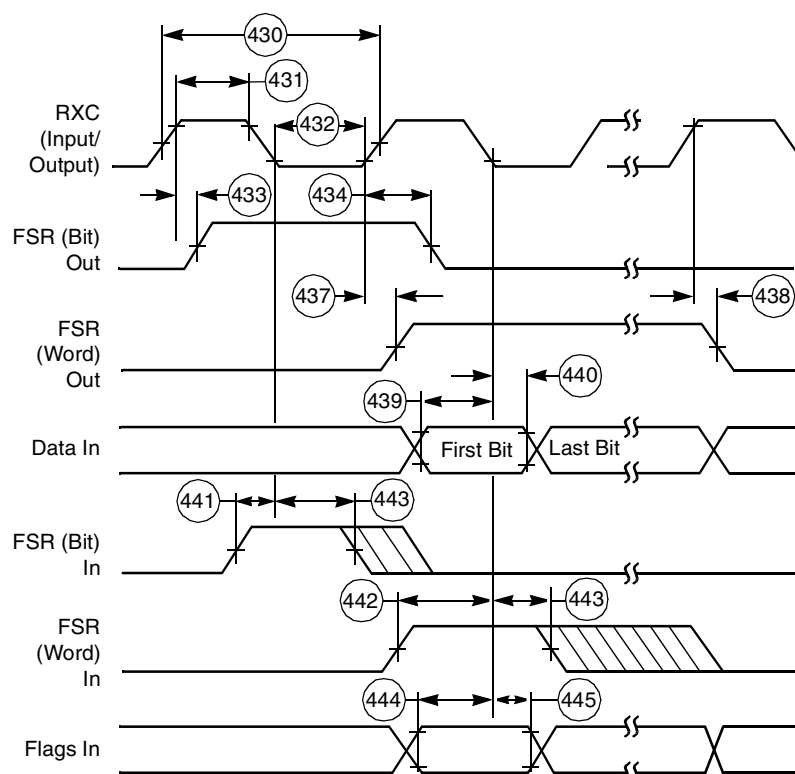 430
431
RXC
(Input/
Output)
432
433
434
FSR (Bit)
Out
437
438
FSR
(Word)
Out
439
440
Data In
First Bit
Last Bit
441
443
FSR (Bit)
In
442
443
FSR
(Word)
In
444
445
Flags In